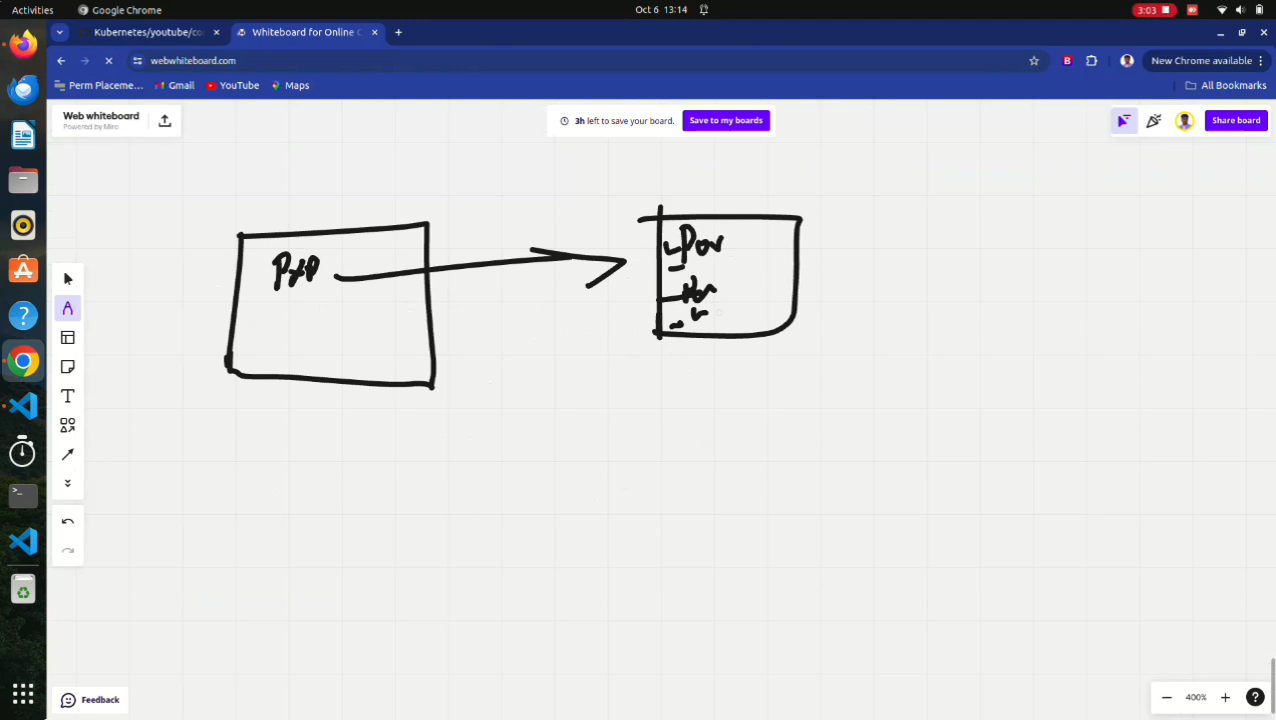 Activities
Google Chrome
Oct 6 13:14
3:03
Kubernetes/youtube/co
Whiteboard for Online C
webwhiteboard.com
New Chrome available
Perm Placeme...
Gmail
YouTube
Maps
All Bookmarks
Web whiteboard
Powered by Miro
3h left to save your board.
Save to my boards
Share board
Feedback
400%